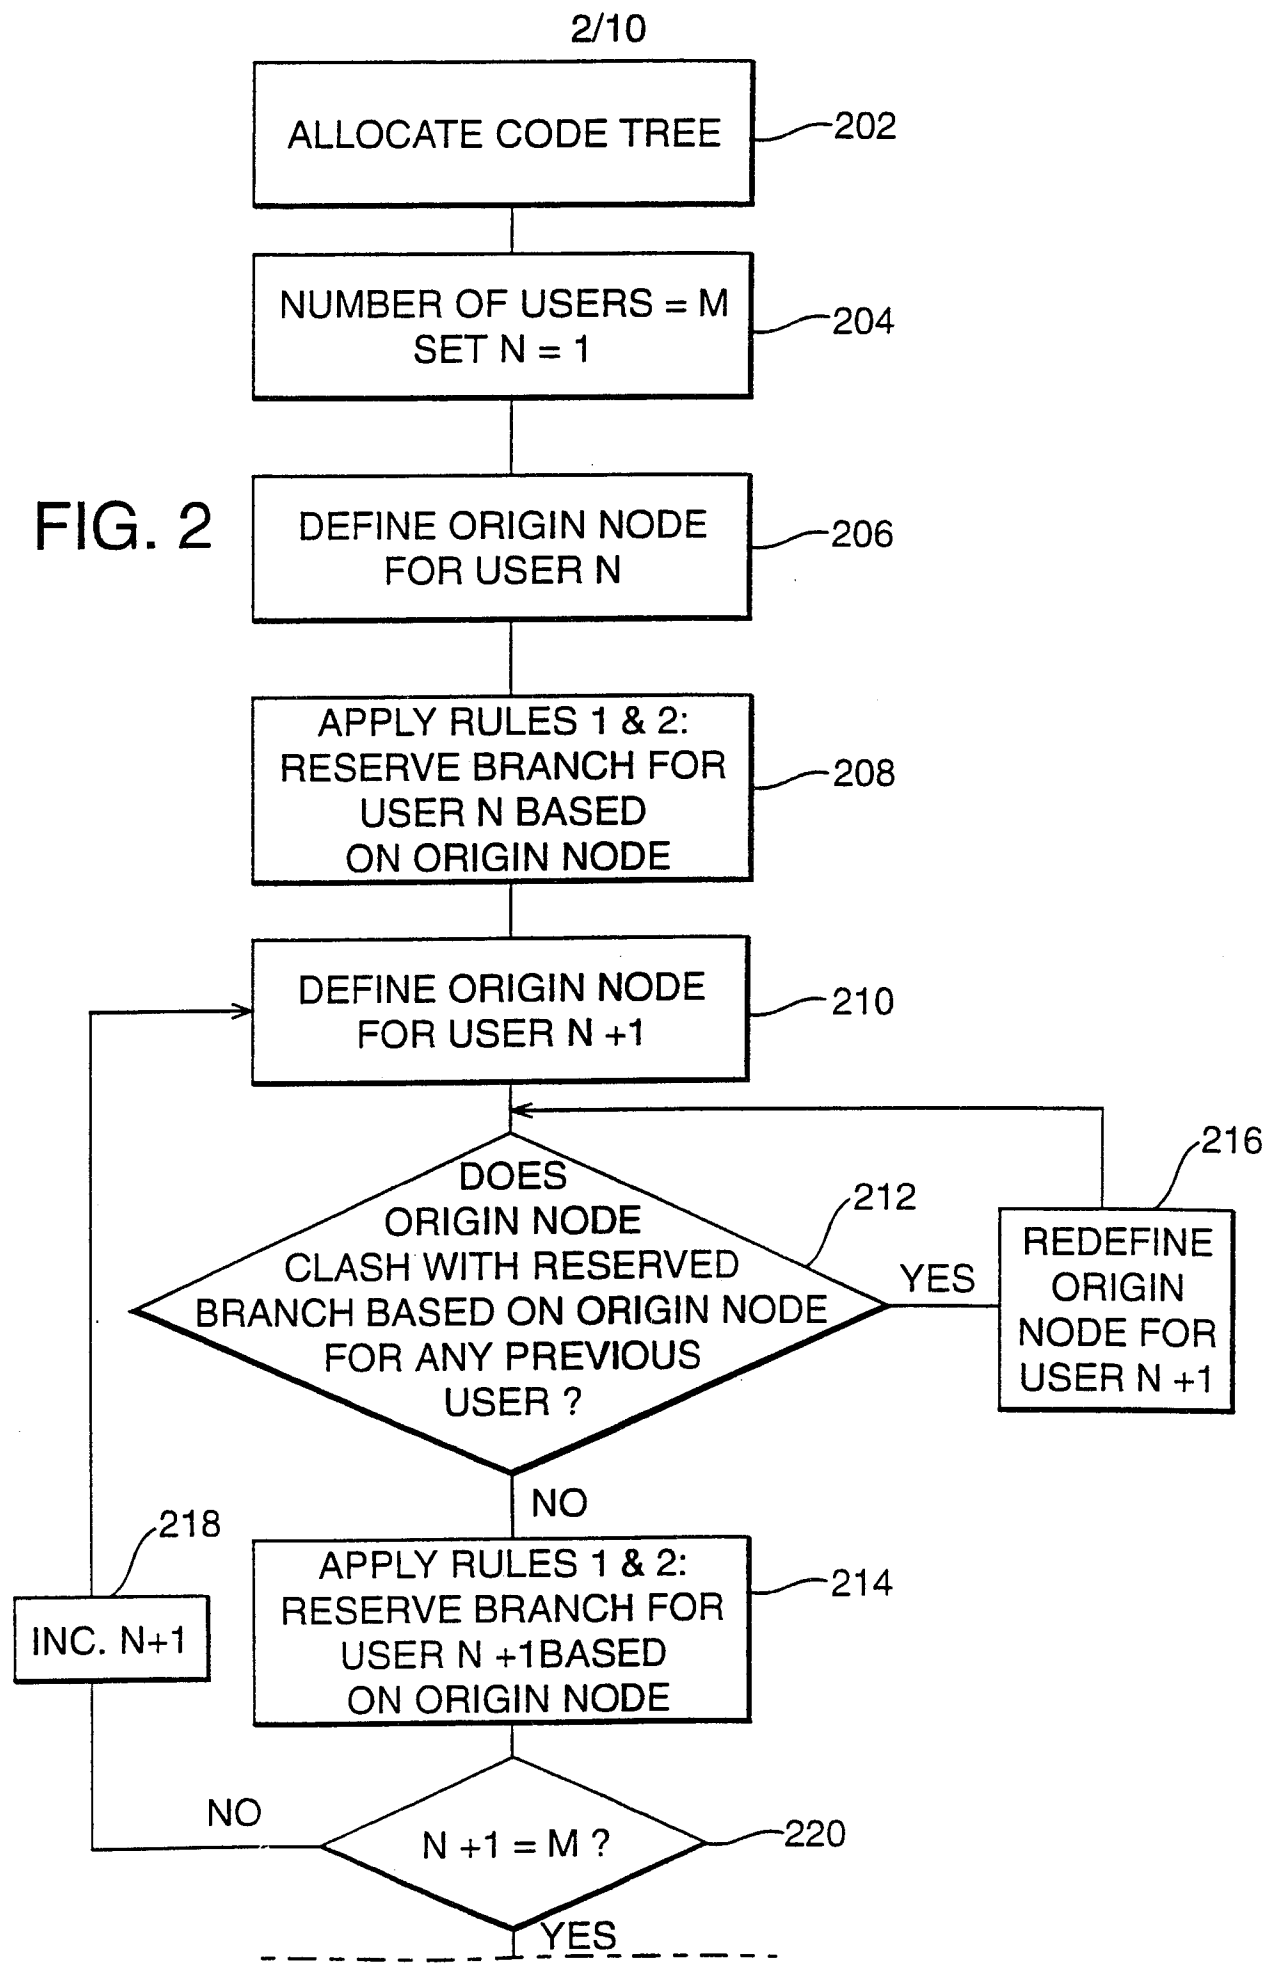 2/10
ALLOCATE CODE TREE
202
NUMBER OF USERS = M
SET N = 1
204
FIG. 2
DEFINE ORIGIN NODE
FOR USER N
206
APPLY RULES 1 & 2:
RESERVE BRANCH FOR
USER N BASED
ON ORIGIN NODE
208
DEFINE ORIGIN NODE
FOR USER N +1
210
DOES
ORIGIN NODE
CLASH WITH RESERVED
BRANCH BASED ON ORIGIN NODE
FOR ANY PREVIOUS
USER ?
212
YES
216
REDEFINE
ORIGIN
NODE FOR
USER N +1
NO
APPLY RULES 1 & 2:
RESERVE BRANCH FOR
USER N +1BASED
ON ORIGIN NODE
214
218
INC. N+1
NO
N +1 = M ?
220
YES